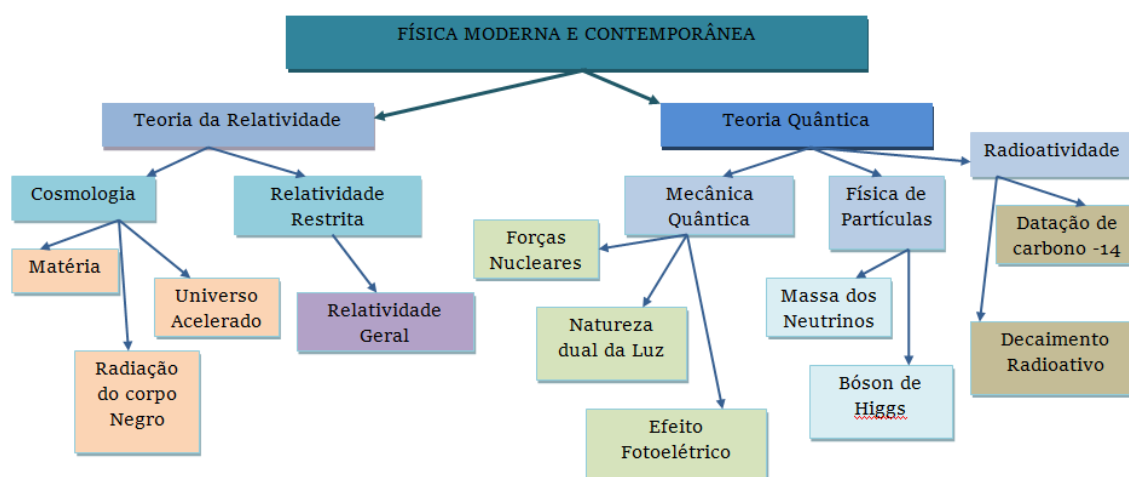 FÍSICA MODERNA E CONTEMPORÂNEA
Teoria da Relatividade
Teoria Quântica
Radioatividade
Cosmologia
Relatividade
Restrita
Mecânica
Quântica
Física de
Partículas
Datação de
carbono -14
Matéria
Universo
Acelerado
Radiação
do corpo
Negro
Relatividade
Geral
Forças
Nucleares
Natureza
dual da Luz
Efeito
Fotoelétrico
Massa dos
Neutrinos
Bóson de
Higgs
Decaimento
Radioativo